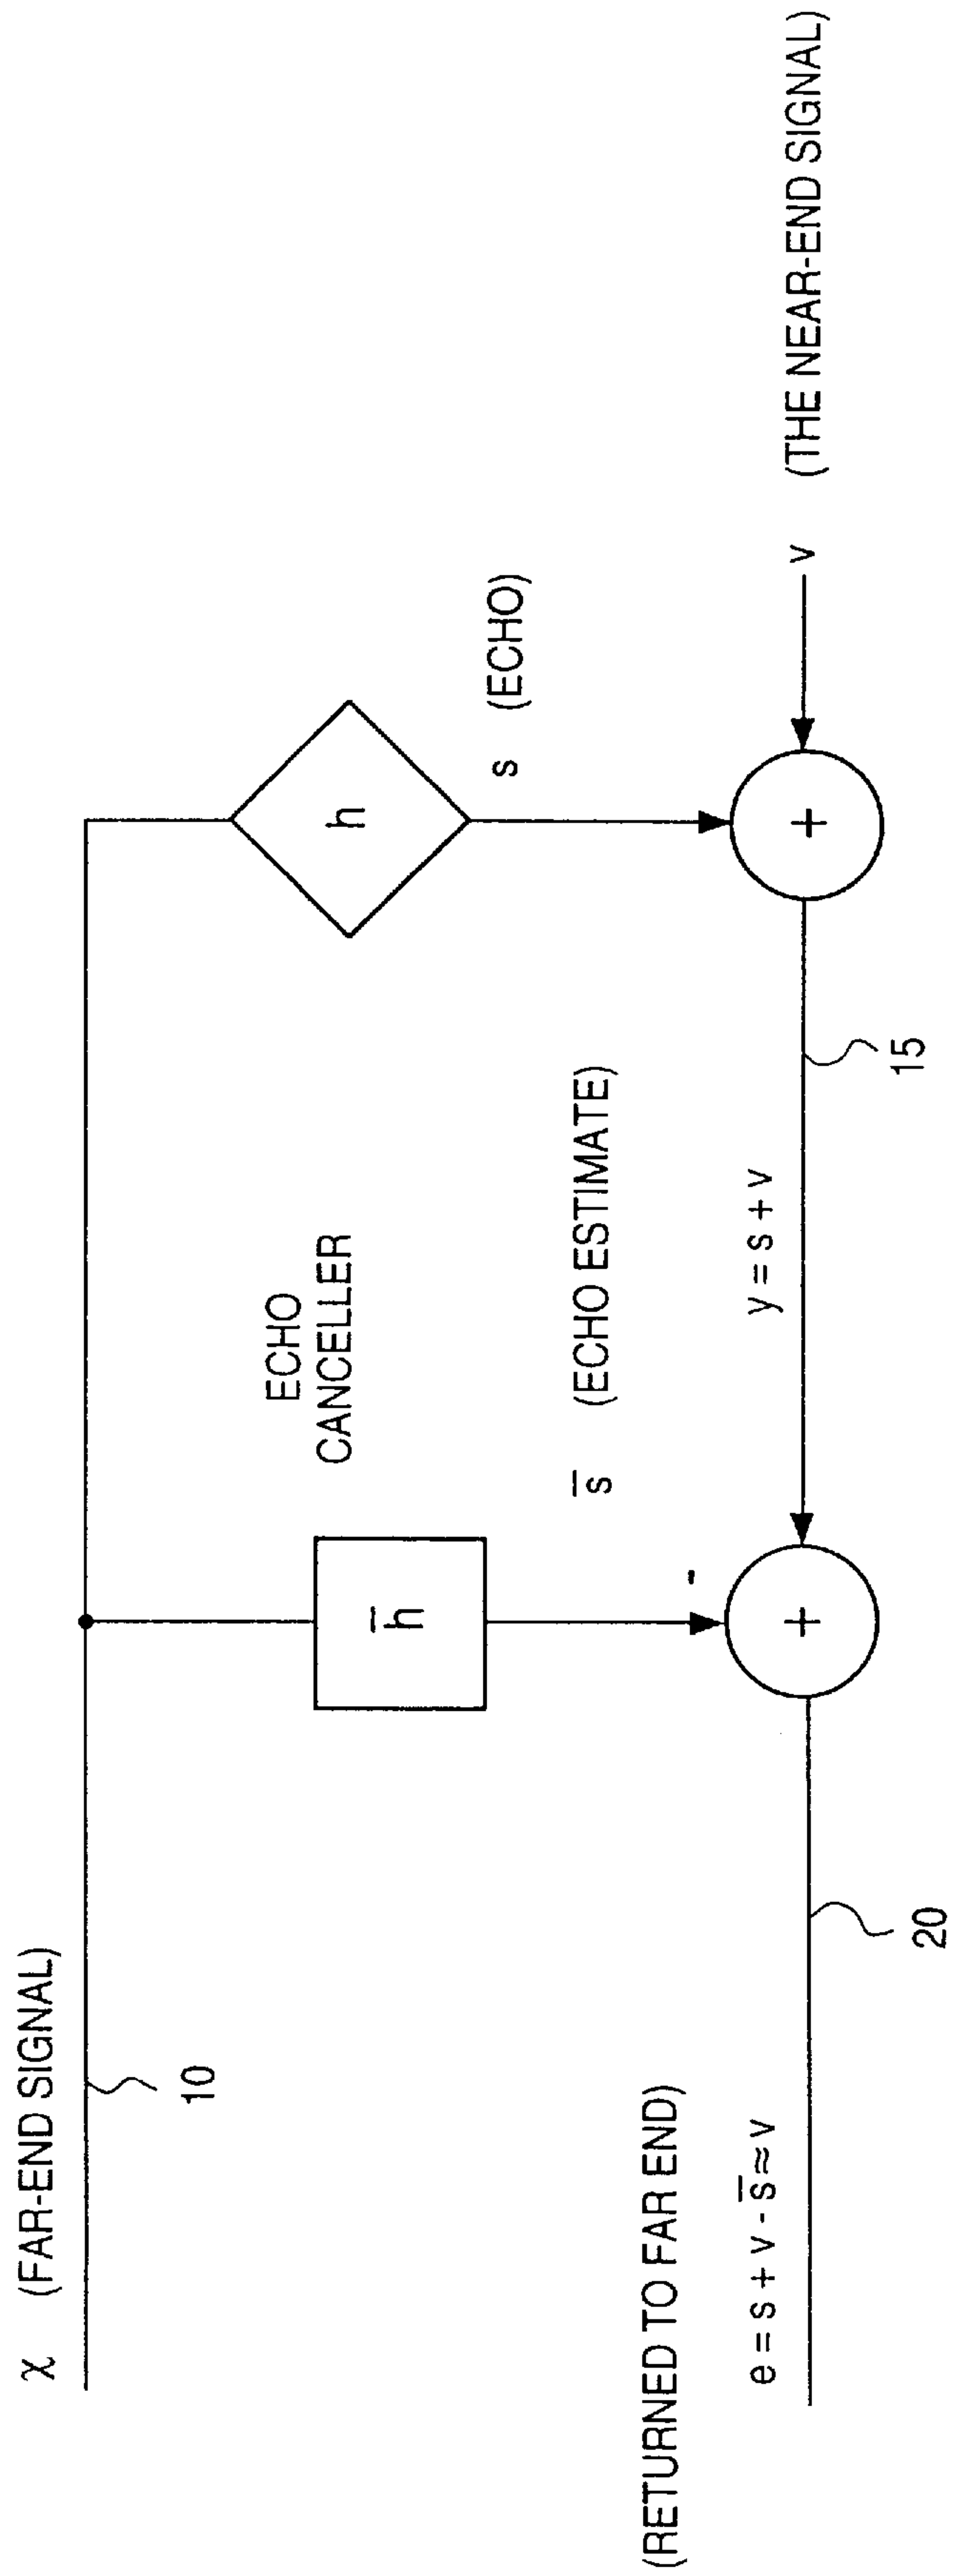 χ (FAR-END SIGNAL)
10
ECHO
CANCELLER
h̅
h
s̅ (ECHO ESTIMATE)
s (ECHO)
-
(RETURNED TO FAR END)
e = s + v - s̅ ≈ v
+
y = s + v
+
v (THE NEAR-END SIGNAL)
20
15